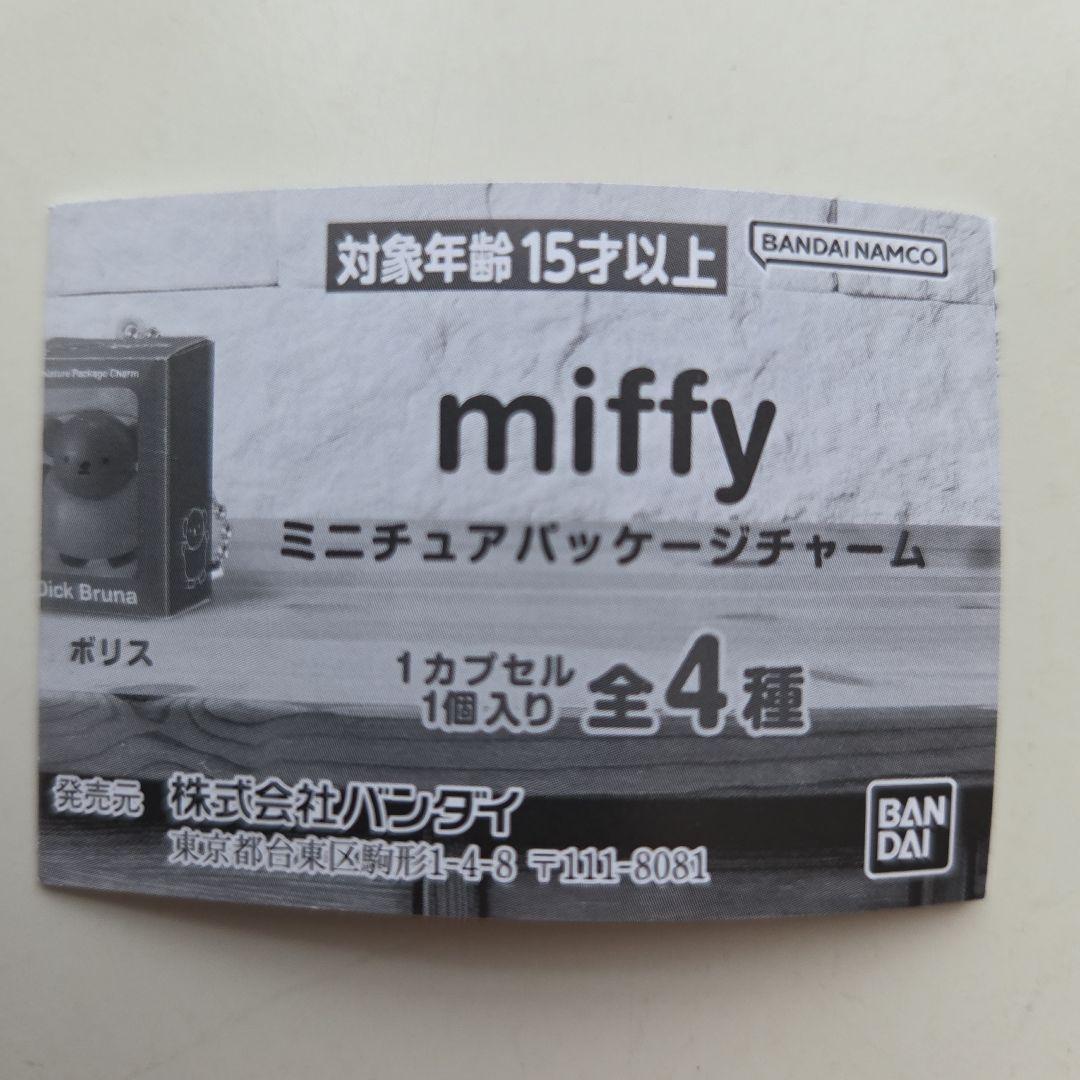 対象年齢15才以上
BANDAI NAMCO
Package Charm
miffy
ミニチュアパッケージチャーム
Dick Bruna
ボリス
1カプセル
1個入り
全4種
発売元 株式会社バンダイ
東京都台東区駒形1-4-8 〒111-8081
BAN
DAI